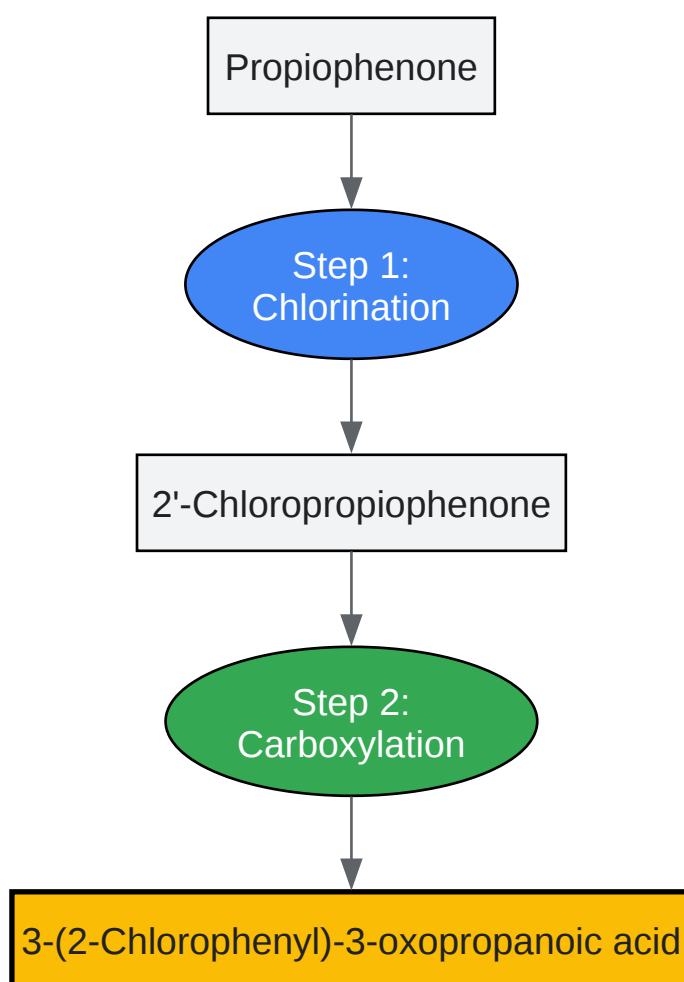 Propiophenone
Step 1:
Chlorination
2'-Chloropropiophenone
Step 2:
Carboxylation
3-(2-Chlorophenyl)-3-oxopropanoic acid